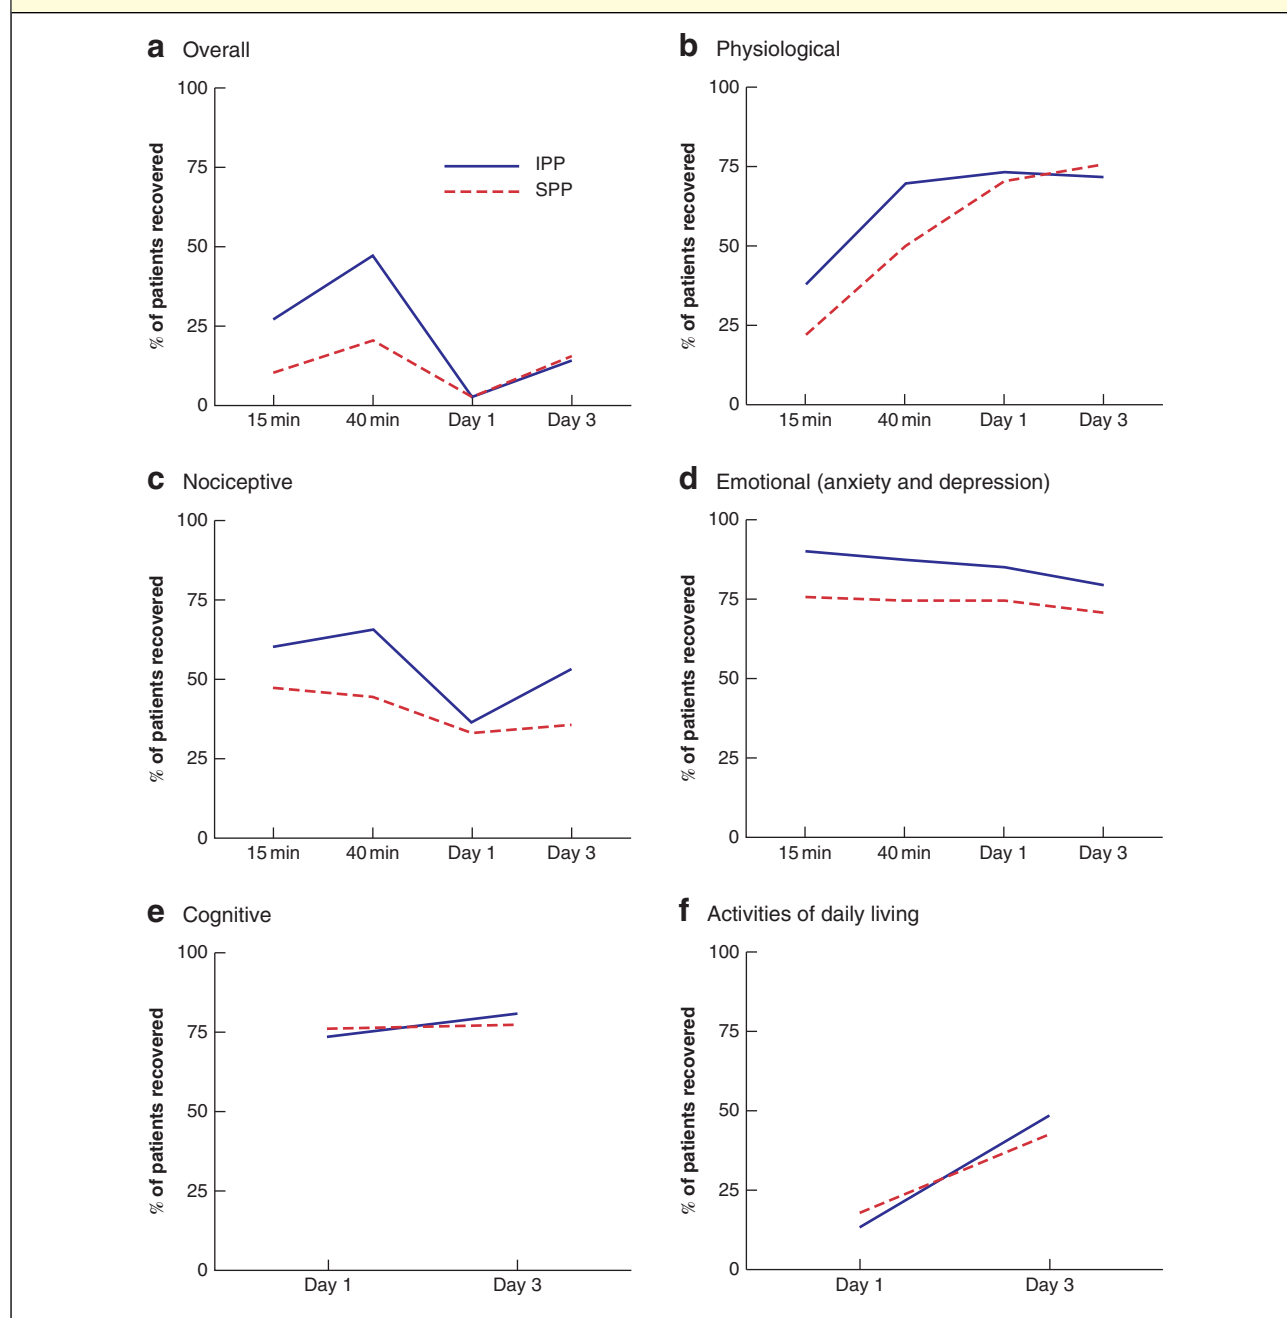 a Overall
100
75
50
25
0
% of patients recovered
IPP
SPP
15 min 40 min Day 1 Day 3
b Physiological
100
75
50
25
0
% of patients recovered
15 min 40 min Day 1 Day 3
c Nociceptive
100
75
50
25
0
% of patients recovered
15 min 40 min Day 1 Day 3
d Emotional (anxiety and depression)
100
75
50
25
0
% of patients recovered
15 min 40 min Day 1 Day 3
e Cognitive
100
75
50
25
0
% of patients recovered
Day 1 Day 3
f Activities of daily living
100
75
50
25
0
% of patients recovered
Day 1 Day 3